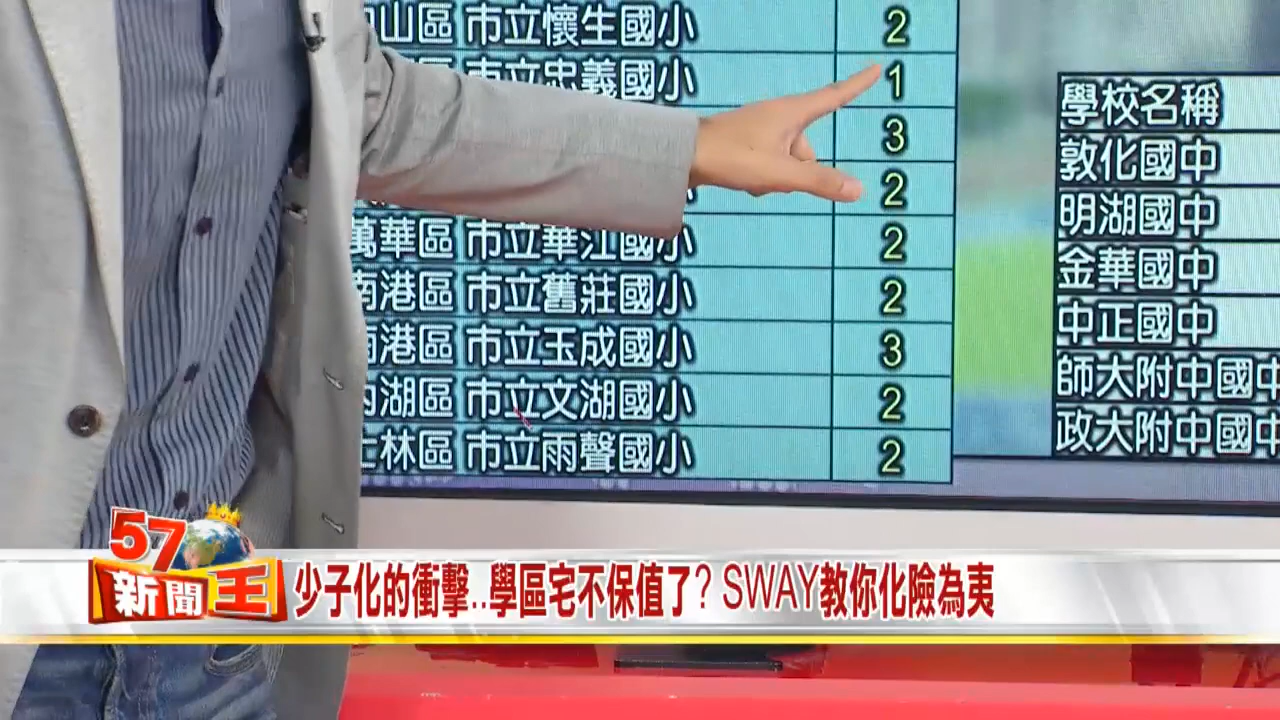 山區 市立懷生國小 2
區 市立忠義國小 1
3
2
萬華區 市立華江國小 2
南港區 市立舊莊國小 2
南港區 市立玉成國小 3
內湖區 市立文湖國小 2
士林區 市立雨聲國小 2
學校名稱
敦化國中
明湖國中
金華國中
中正國中
師大附中國中
政大附中國中
57
新聞王
少子化的衝擊..學區宅不保值了? SWAY教你化險為夷